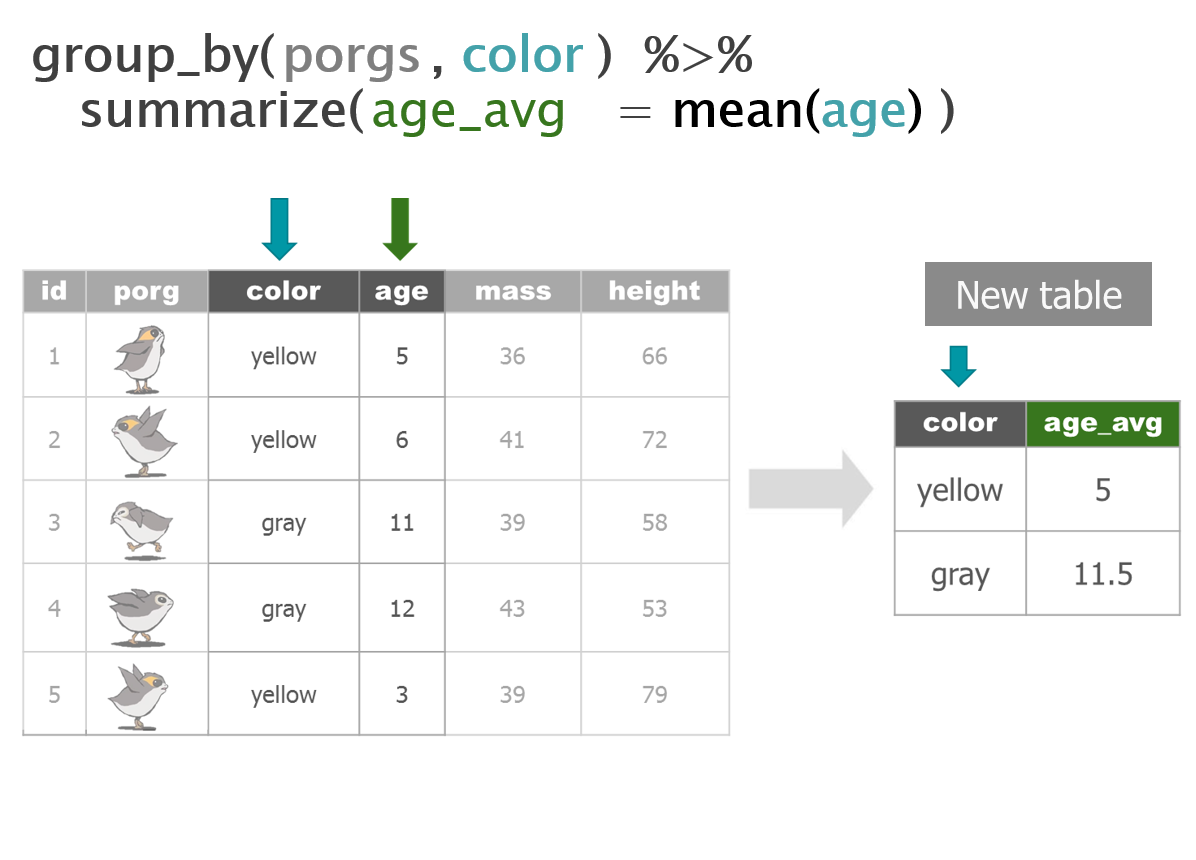 group_by(porgs, color) %>%
summarize(age_avg = mean(age))
id porg color age mass height
1 yellow 5 36 66
2 yellow 6 41 72
3 gray 11 39 58
4 gray 12 43 53
5 yellow 3 39 79
New table
color age_avg
yellow 5
gray 11.5